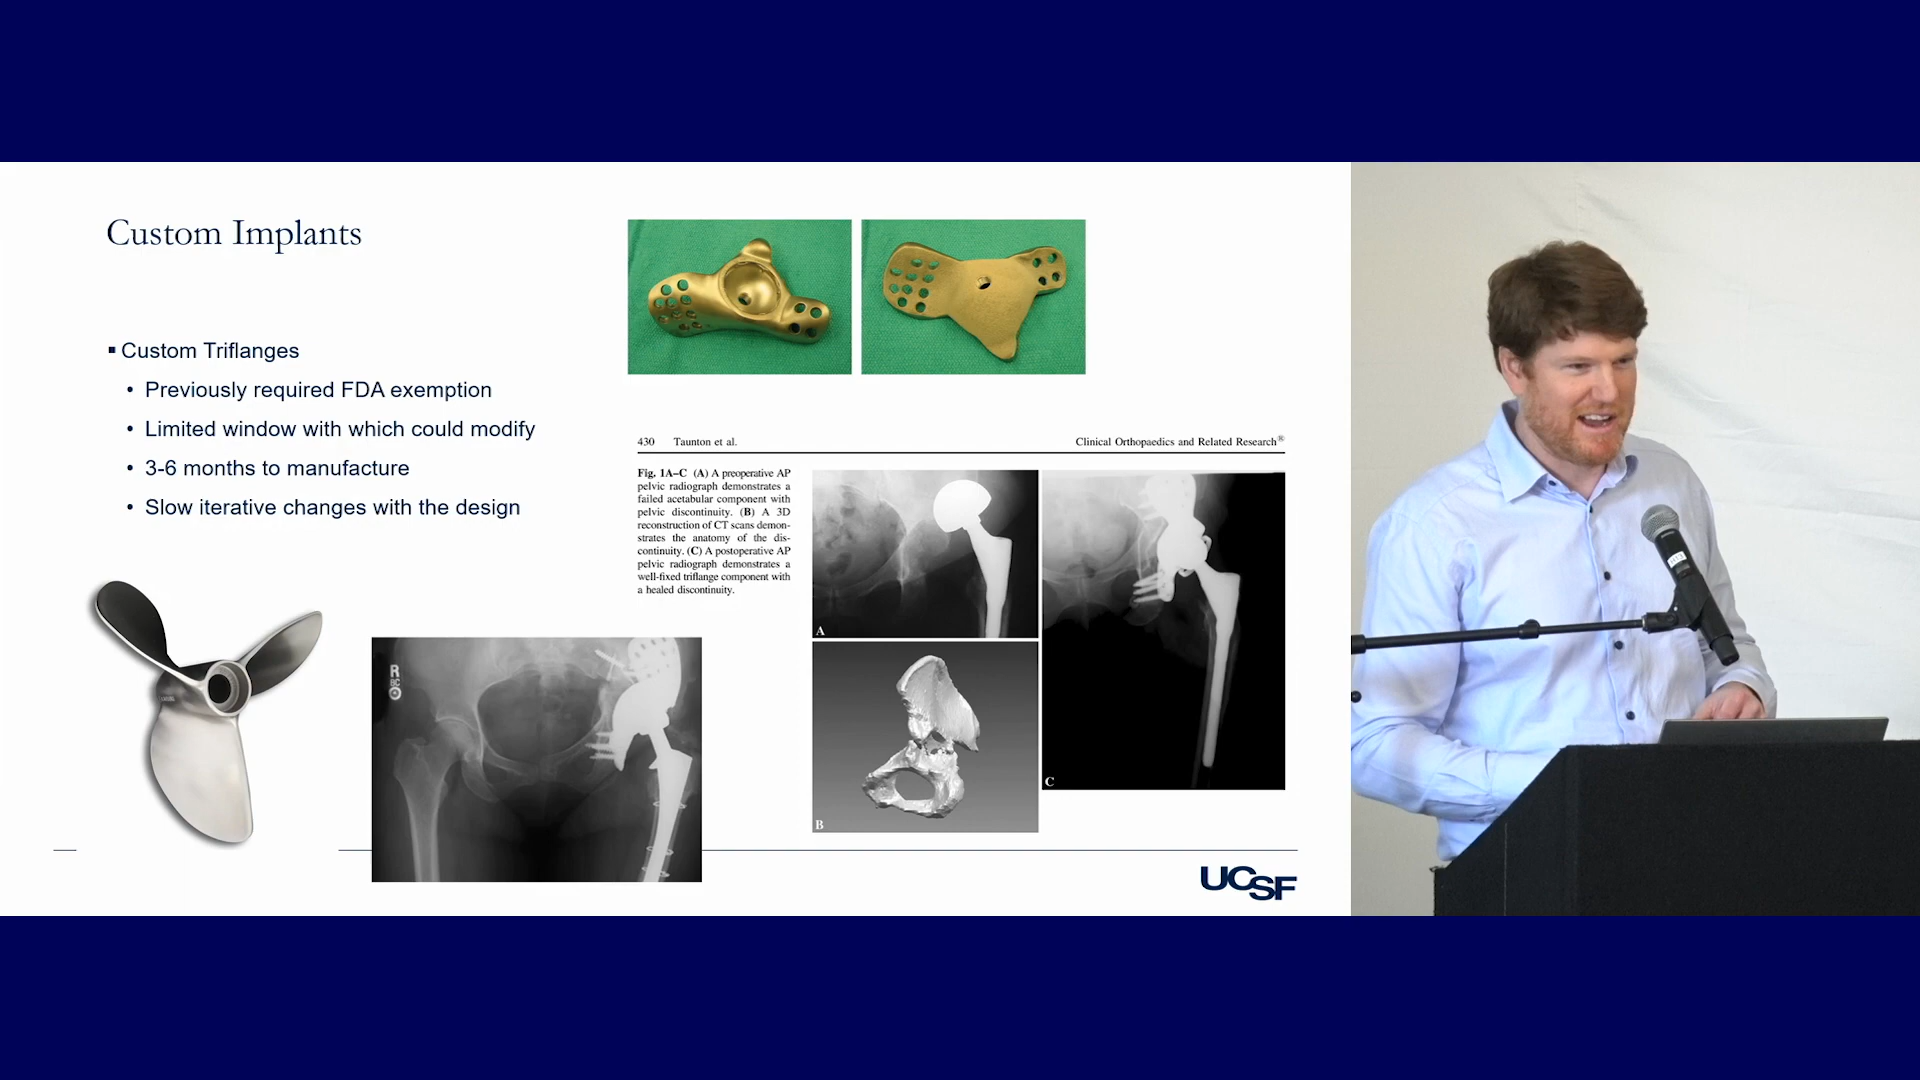 Custom Implants
Custom Triflanges
Previously required FDA exemption
Limited window with which could modify
3-6 months to manufacture
Slow iterative changes with the design
430 Taunton et al. Clinical Orthopaedics and Related Research®
Fig. 1A–C (A) A preoperative AP
pelvic radiograph demonstrates a
failed acetabular component with
pelvic discontinuity. (B) A 3D
reconstruction of CT scans demon-
strates the anatomy of the dis-
continuity. (C) A postoperative AP
pelvic radiograph demonstrates a
well-fixed triflange component with
a healed discontinuity.
A
B
C
R
UCSF